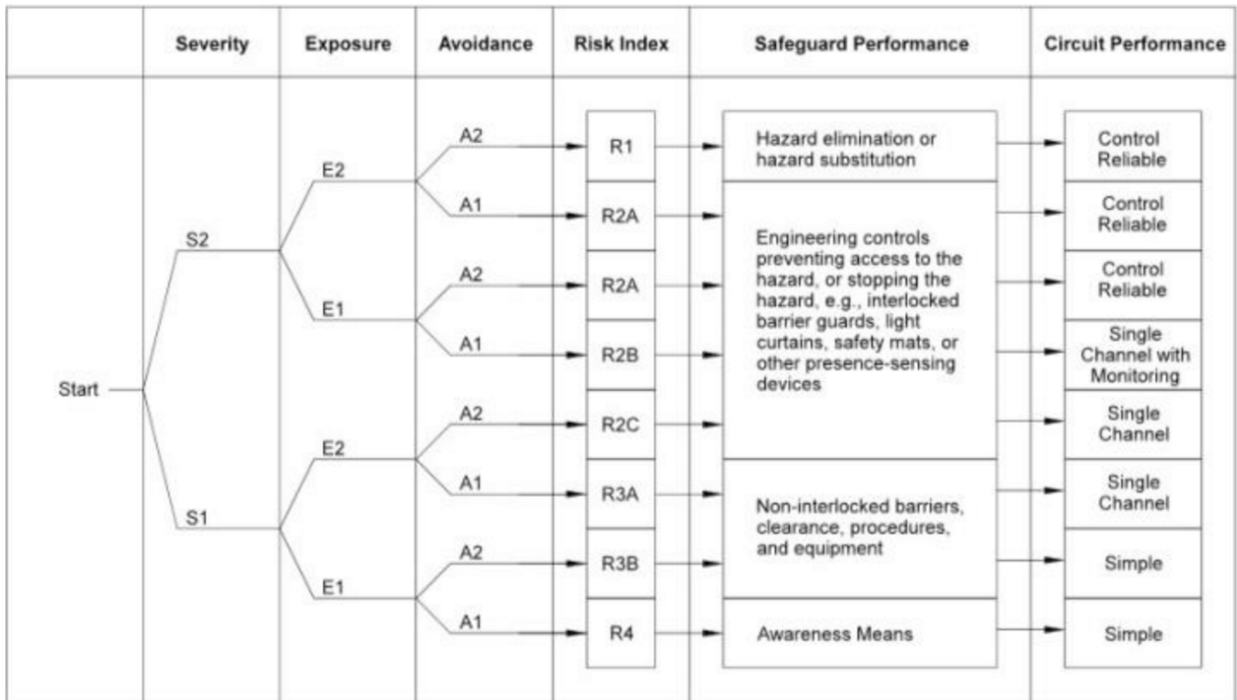 Severity Exposure Avoidance Risk Index Safeguard Performance Circuit Performance
Start
S2
S1
E2
E1
E2
E1
A2
A1
A2
A1
A2
A1
A2
A1
R1
R2A
R2A
R2B
R2C
R3A
R3B
R4
Hazard elimination or
hazard substitution
Engineering controls
preventing access to the
hazard, or stopping the
hazard, e.g., interlocked
barrier guards, light
curtains, safety mats, or
other presence-sensing
devices
Non-interlocked barriers,
clearance, procedures,
and equipment
Awareness Means
Control
Reliable
Control
Reliable
Control
Reliable
Single
Channel with
Monitoring
Single
Channel
Single
Channel
Simple
Simple